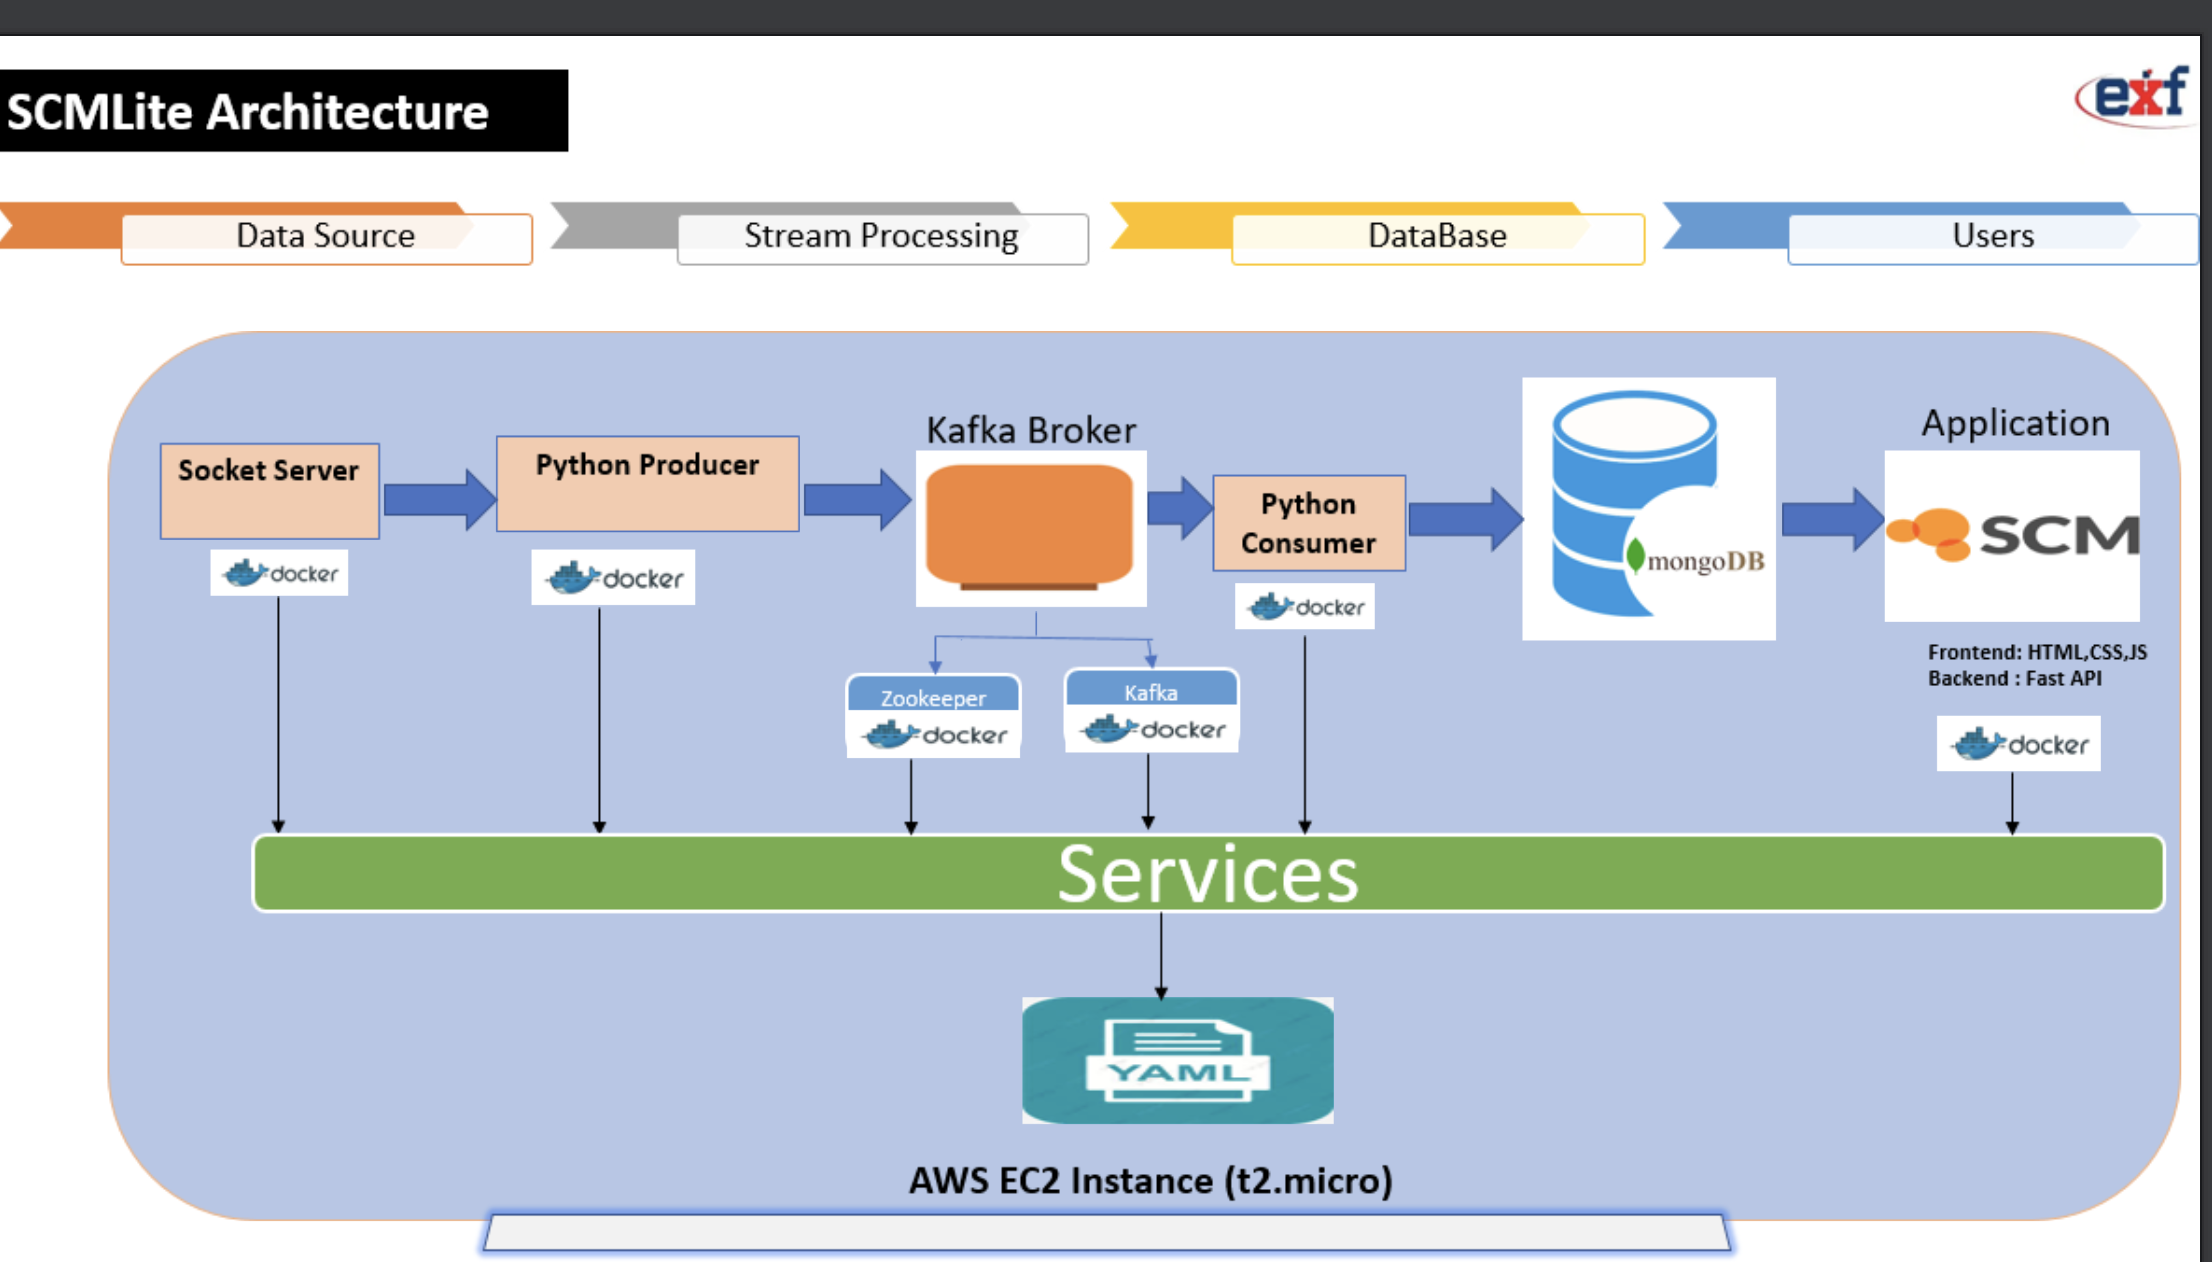 SCMLite Architecture
exf
Data Source
Stream Processing
DataBase
Users
Socket Server
docker
Python Producer
docker
Kafka Broker
Zookeeper
docker
Kafka
docker
Python
Consumer
docker
mongoDB
Application
SCM
Frontend: HTML,CSS,JS
Backend : Fast API
docker
Services
YAML
AWS EC2 Instance (t2.micro)